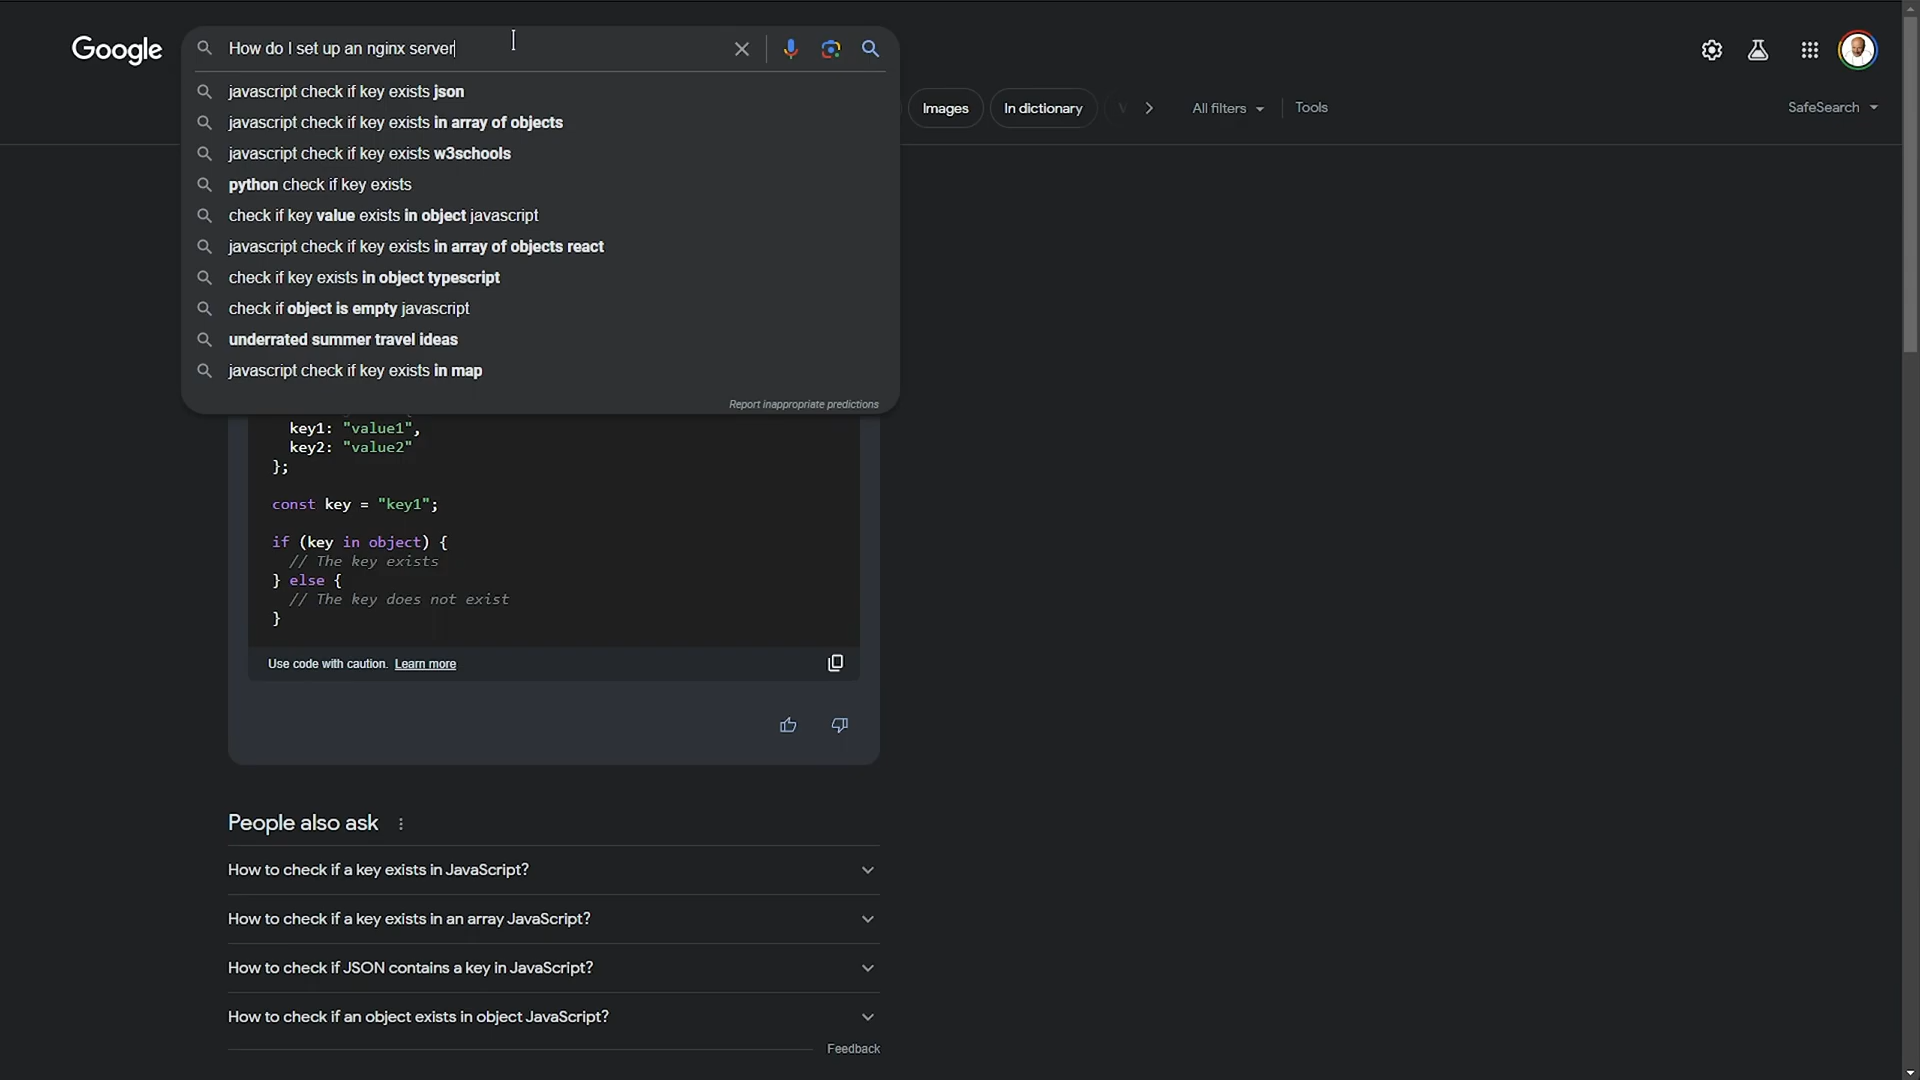 Google
How do I set up an nginx server
javascript check if key exists json
javascript check if key exists in array of objects
javascript check if key exists w3schools
python check if key exists
check if key value exists in object javascript
javascript check if key exists in array of objects react
check if key exists in object typescript
check if object is empty javascript
underrated summer travel ideas
javascript check if key exists in map
Report inappropriate predictions
Images
In dictionary
All filters
Tools
SafeSearch
key1: "value1",
key2: "value2"
};
const key = "key1";
if (key in object) {
// The key exists
} else {
// The key does not exist
}
Use code with caution. Learn more
People also ask
How to check if a key exists in JavaScript?
How to check if a key exists in an array JavaScript?
How to check if JSON contains a key in JavaScript?
How to check if an object exists in object JavaScript?
Feedback